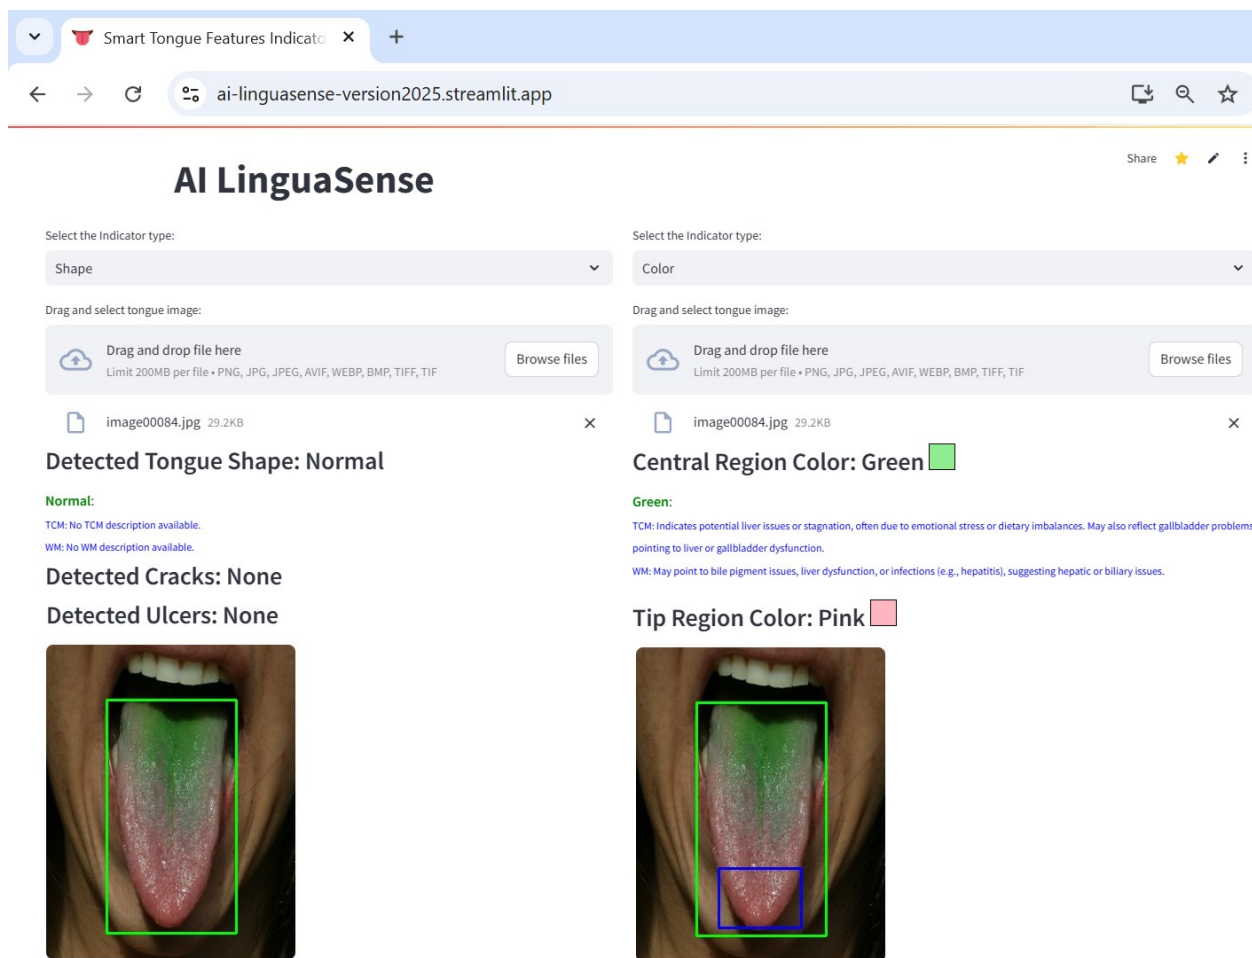 Smart Tongue Features Indicato
ai-linguasense-version2025.streamlit.app
Share
AI LinguaSense
Select the Indicator type:
Shape
Drag and select tongue image:
Drag and drop file here
Limit 200MB per file • PNG, JPG, JPEG, AVIF, WEBP, BMP, TIFF, TIF
Browse files
image00084.jpg 29.2KB
Detected Tongue Shape: Normal
Normal:
TCM: No TCM description available.
WM: No WM description available.
Detected Cracks: None
Detected Ulcers: None
Select the Indicator type:
Color
Drag and select tongue image:
Drag and drop file here
Limit 200MB per file • PNG, JPG, JPEG, AVIF, WEBP, BMP, TIFF, TIF
Browse files
image00084.jpg 29.2KB
Central Region Color: Green
Green:
TCM: Indicates potential liver issues or stagnation, often due to emotional stress or dietary imbalances. May also reflect gallbladder problems
pointing to liver or gallbladder dysfunction.
WM: May point to bile pigment issues, liver dysfunction, or infections (e.g., hepatitis), suggesting hepatic or biliary issues.
Tip Region Color: Pink